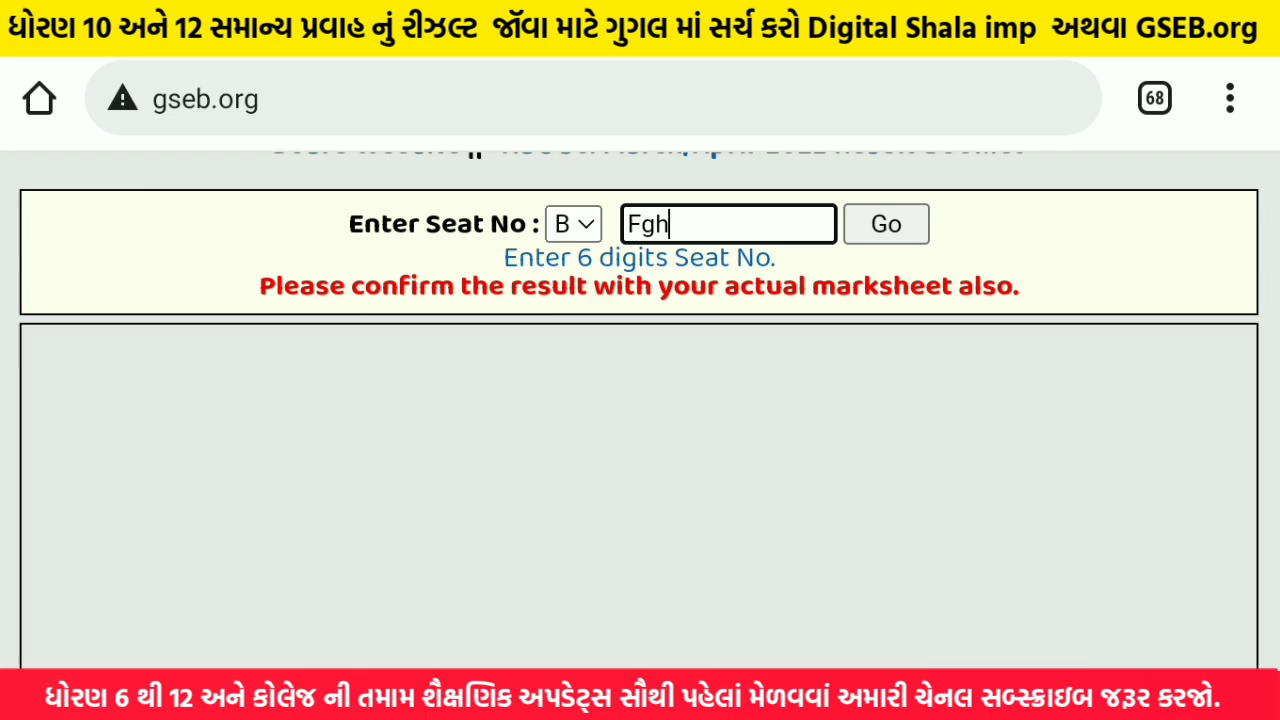 ધોરણ 10 અને 12 સમાન્ય પ્રવાહ નું રીઝલ્ટ જૉવા માટે ગુગલ માં સર્ચ કરો Digital Shala imp અથવા GSEB.org
gseb.org
68
Enter Seat No : B Fgh Go
Enter 6 digits Seat No.
Please confirm the result with your actual marksheet also.
ધોરણ 6 થી 12 અને કોલેજ ની તમામ શૈક્ષણિક અપડેટ્સ સૌથી પહેલાં મેળવવાં અમારી ચેનલ સબ્સ્ક્રાઇબ જરૂર કરજો.